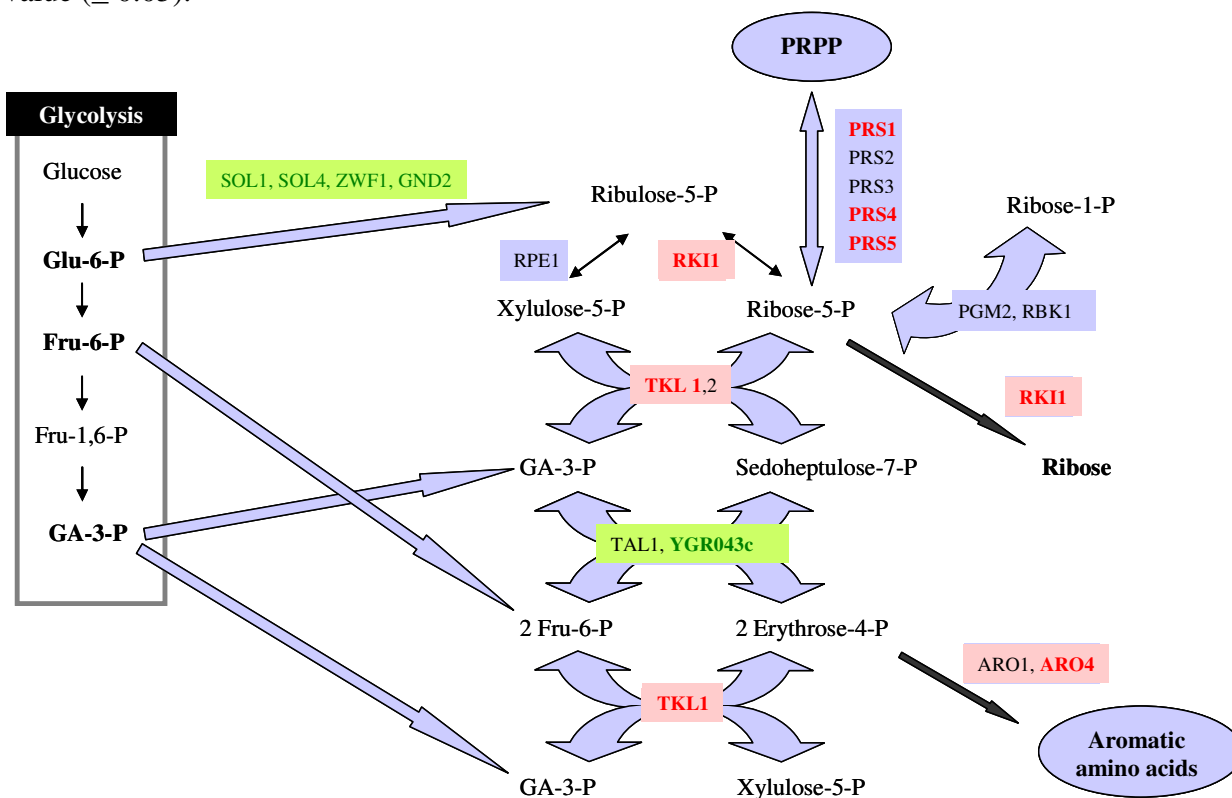 value (≤ 0.05).
PRPP
Glycolysis
Glucose
Glu-6-P
Fru-6-P
Fru-1,6-P
GA-3-P
SOL1, SOL4, ZWF1, GND2
Ribulose-5-P
PRS1
PRS2
PRS3
PRS4
PRS5
Ribose-1-P
RPE1
RKI1
Xylulose-5-P
Ribose-5-P
PGM2, RBK1
TKL 1,2
RKI1
GA-3-P
Sedoheptulose-7-P
Ribose
TAL1, YGR043c
2 Fru-6-P
2 Erythrose-4-P
ARO1, ARO4
TKL1
Aromatic
amino acids
GA-3-P
Xylulose-5-P